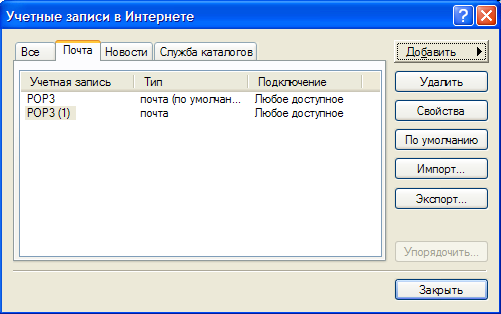 Учетные записи в Интернете
Все Почта Новости Служба каталогов
Учетная запись Тип Подключение
POP3 почта (по умолчан... Любое доступное
POP3 (1) почта Любое доступное
Добавить
Удалить
Свойства
По умолчанию
Импорт...
Экспорт...
Упорядочить...
Закрыть